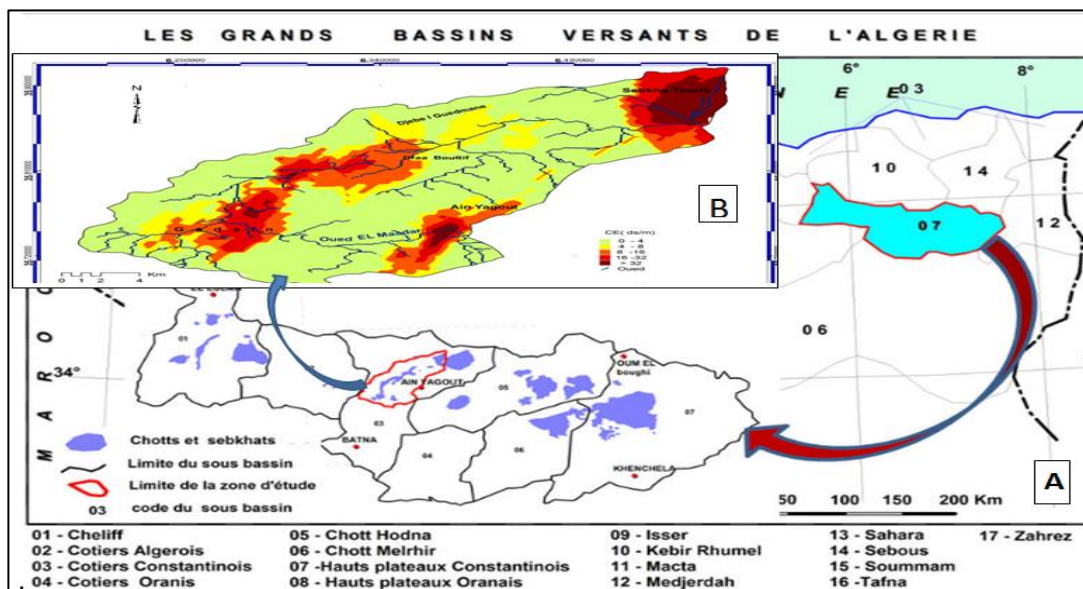 LES GRANDS BASSINS VERSANTS DE L'ALGERIE
6° 8°
03
10
14
12
07
06
N
Sebkha
Djebel Guedmane
Draa Boultif
Ain Yagout
Gadain
Oued EL Madar
B
CE( ds/m)
0 - 4
4 - 8
8 -16
16 -32
> 32
Oued
0 1 2 4 Km
M A R O C
34°
01
AIN YAGOUT
OUM EL
boughi
05
03
BATNA
04
06
07
KHENCHELA
Chotts et sebkhats
Limite du sous bassin
Limite de la zone d'étude
03 code du sous bassin
A
50 100 150 200 Km
01 - Cheliff
02 - Cotiers Algerois
03 - Cotiers Constantinois
04 - Cotiers Oranis
05 - Chott Hodna
06 - Chott Melrhir
07 -Hauts plateaux Constantinois
08 - Hauts plateaux Oranais
09 - Isser
10 - Kebir Rhumel
11 - Macta
12 - Medjerdah
13 - Sahara
14 - Sebous
15 - Soummam
16 -Tafna
17 - Zahrez